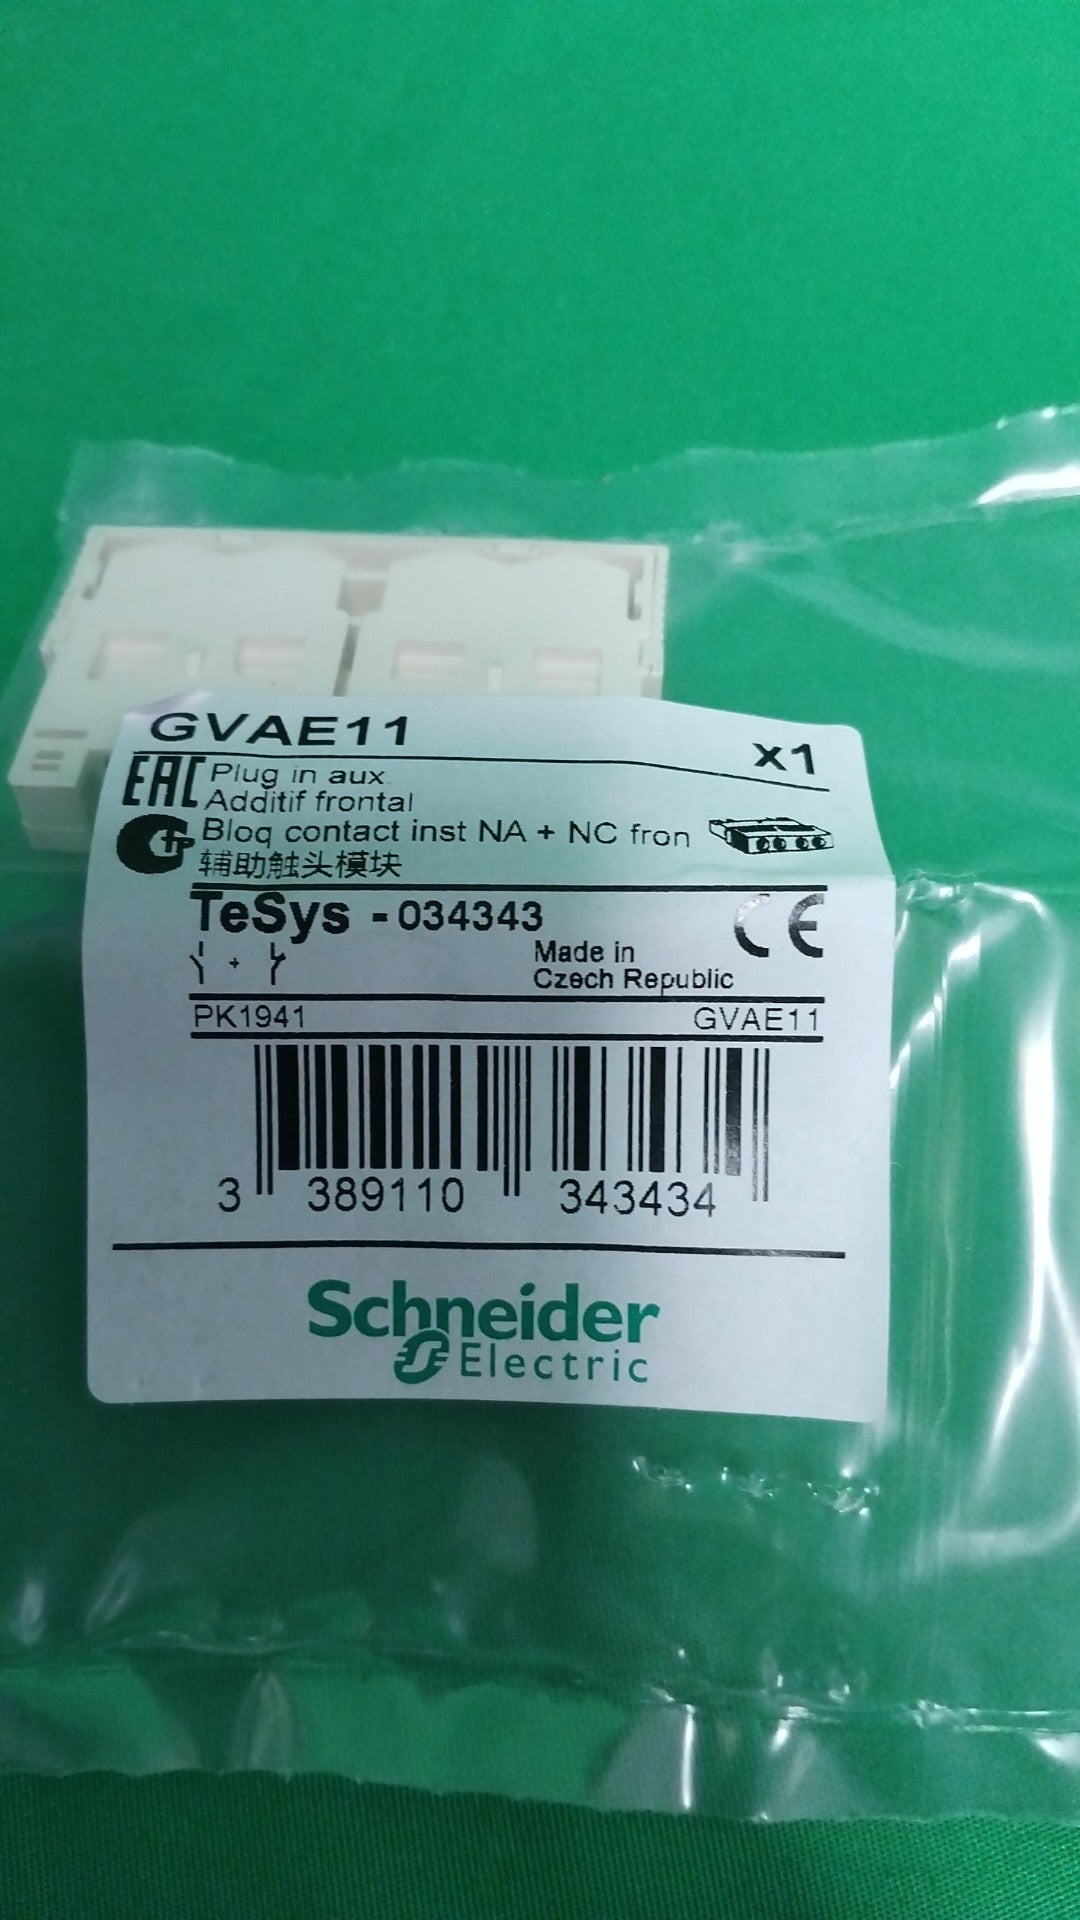 GVAE11
X1
EAC
Plug in aux.
Additif frontal
Bloq contact inst NA + NC fron
辅助触头模块
TeSys - 034343
CE
Made in
Czech Republic
PK1941
GVAE11
3 389110 343434
Schneider
Electric